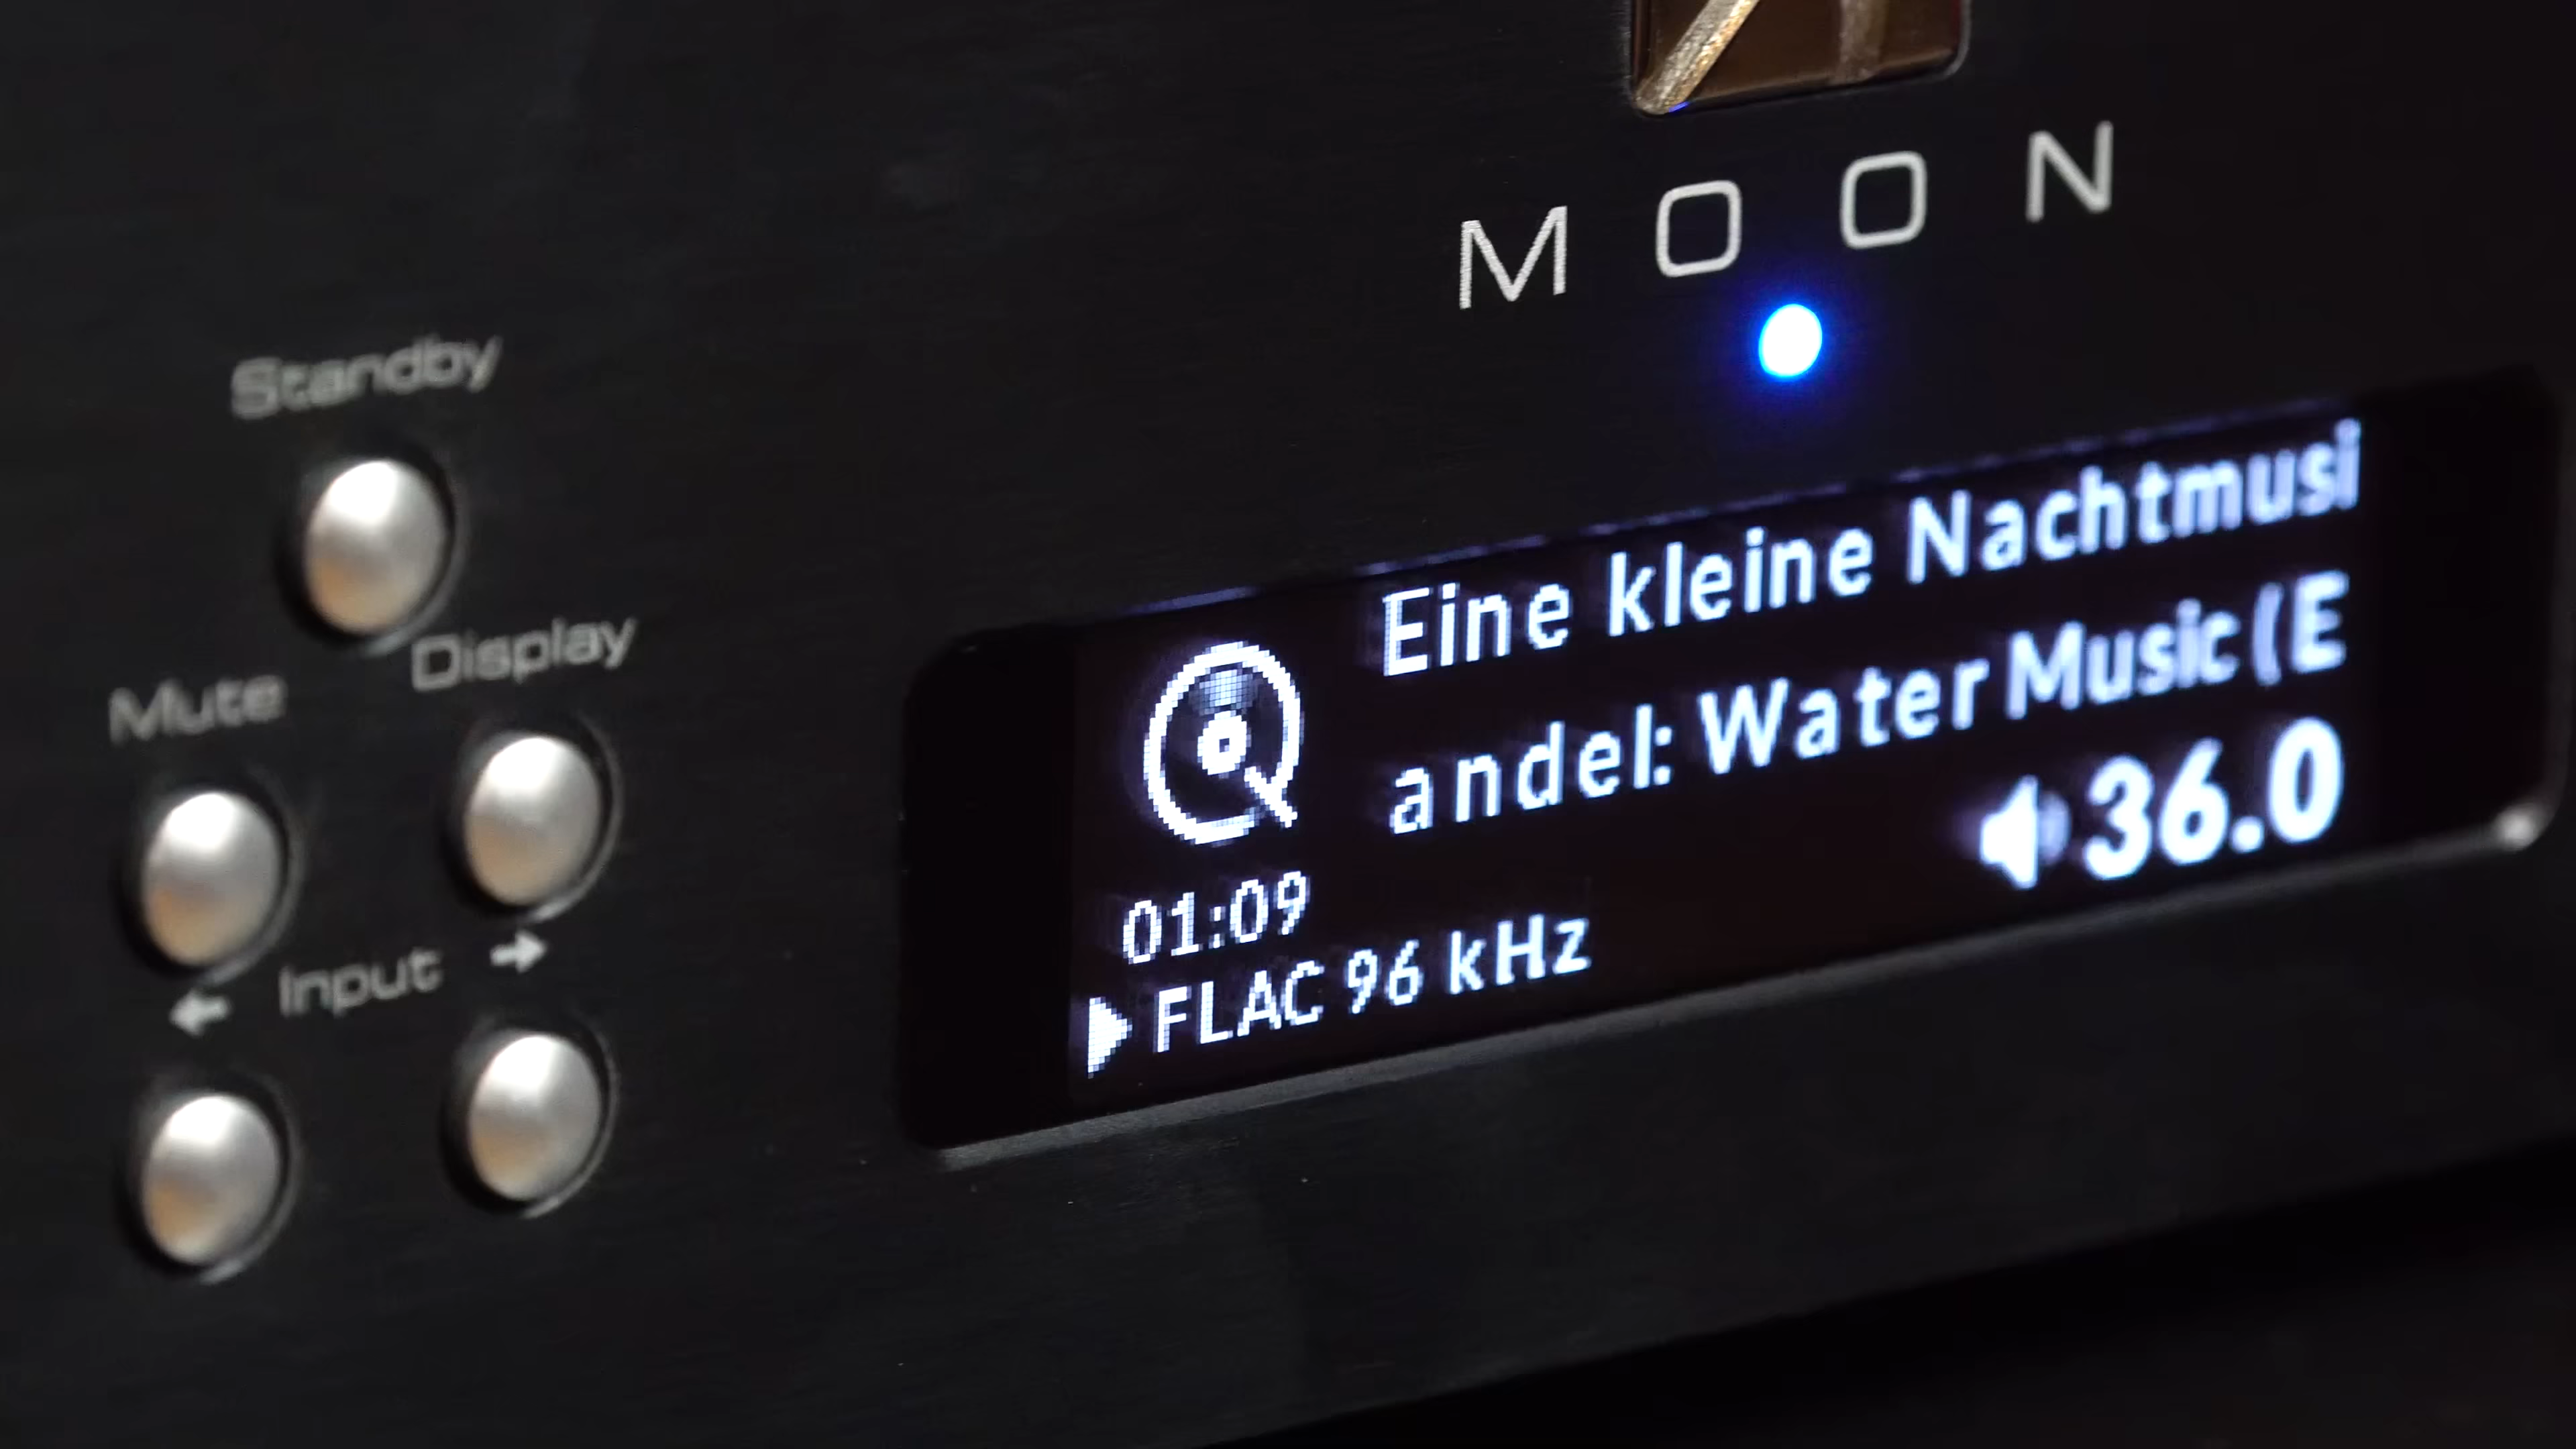 MOON
Standby
Mute
Display
← Input →
Eine kleine Nachtmusi
andel: Water Music (E
36.0
01:09
FLAC 96 kHz